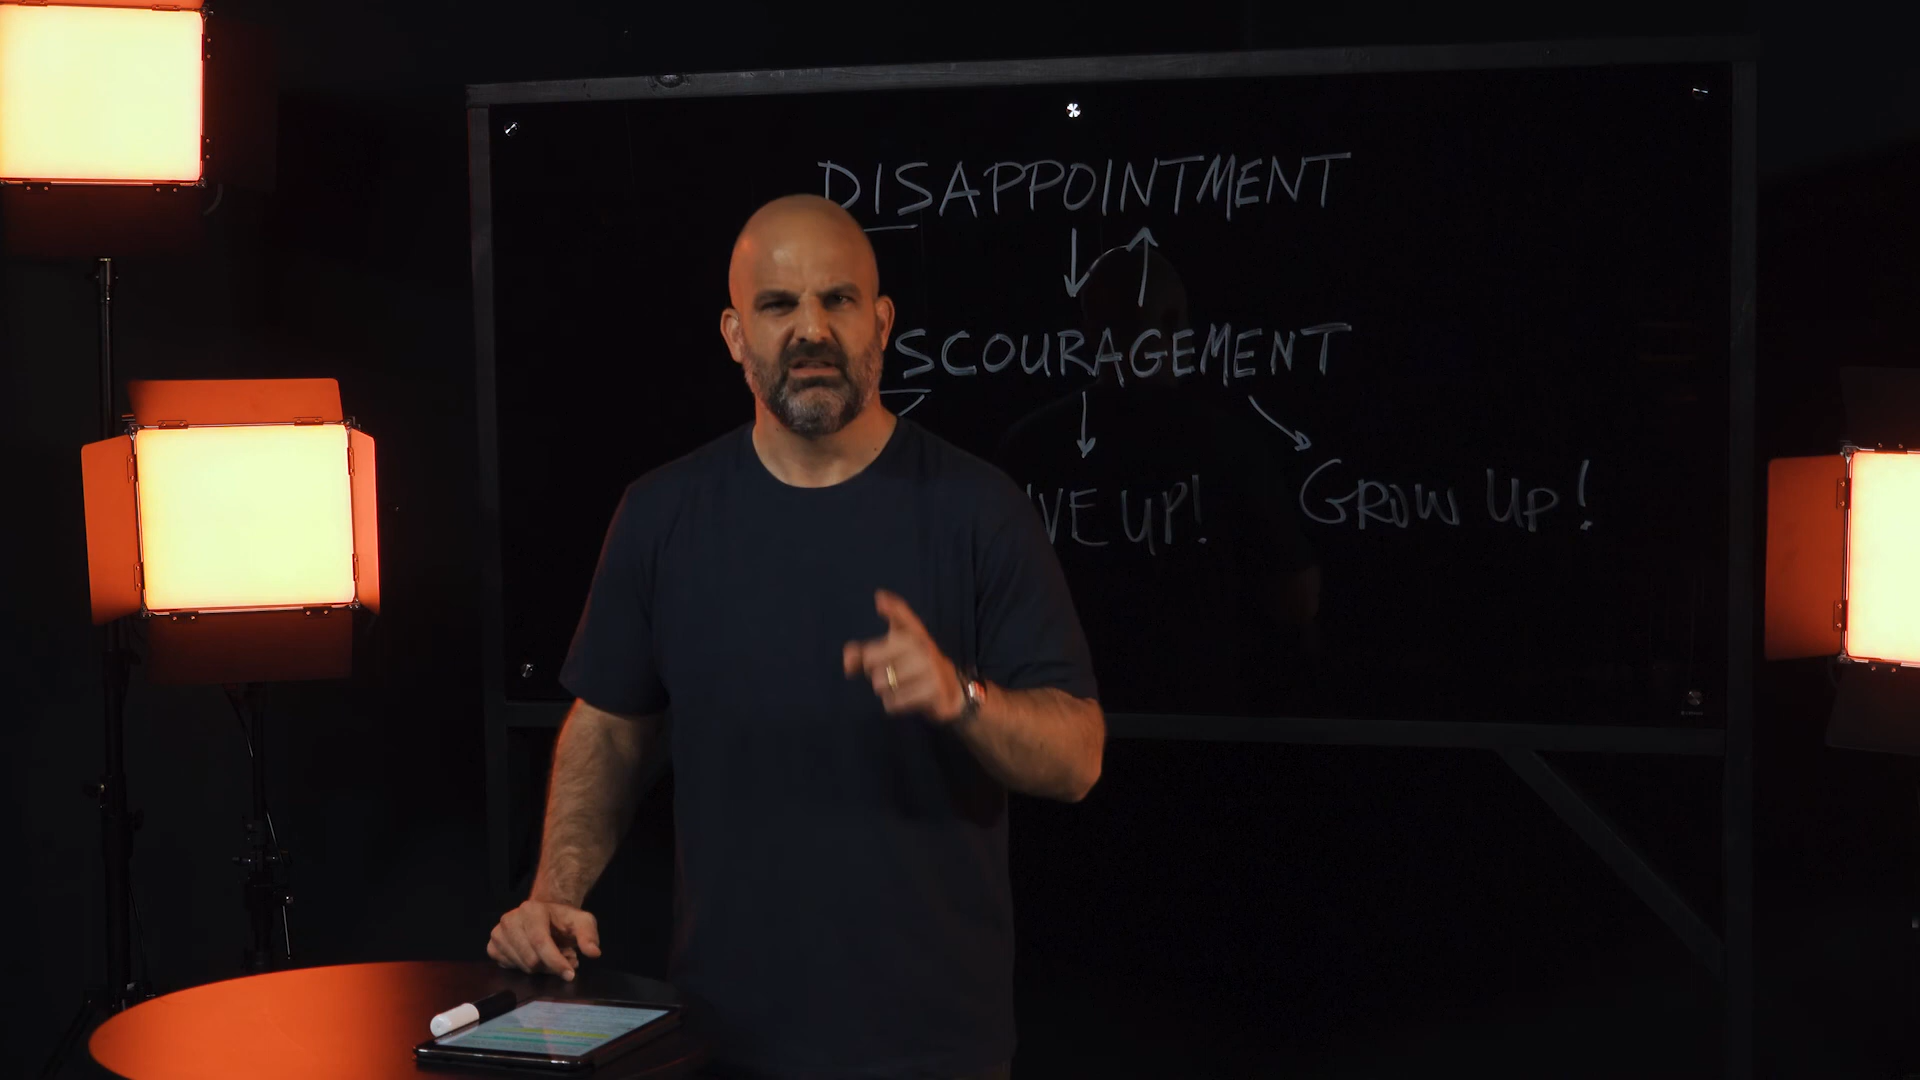 DISAPPOINTMENT
SCOURAGEMENT
VE UP!
GROW UP!